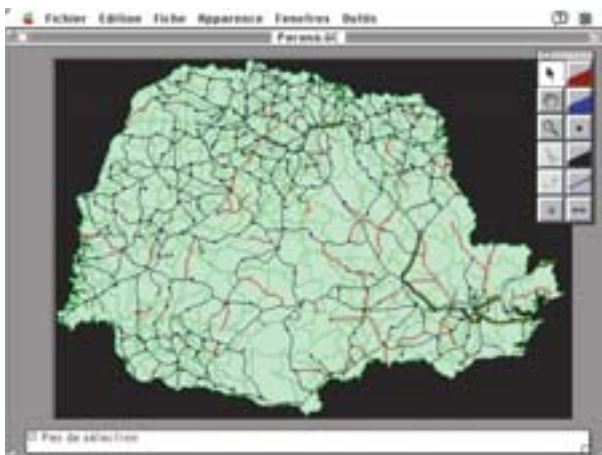 Fichier Edition Fiche Apparence Fenetres Outils
Parana.GC
Pas de sélection